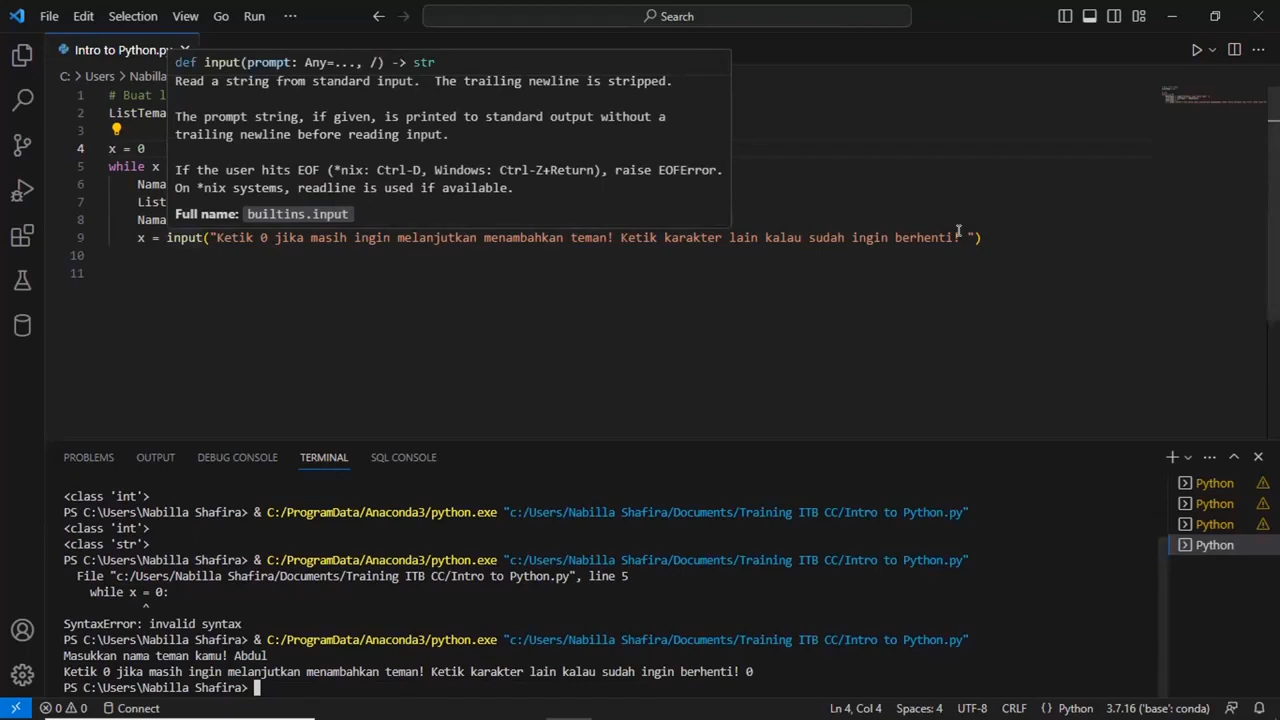 File Edit Selection View Go Run ··· Search
Intro to Python.py
C: > Users > Nabilla
def input(prompt: Any=..., /) -> str
Read a string from standard input.  The trailing newline is stripped.
The prompt string, if given, is printed to standard output without a
trailing newline before reading input.
If the user hits EOF (*nix: Ctrl-D, Windows: Ctrl-Z+Return), raise EOFError.
On *nix systems, readline is used if available.
Full name: builtins.input
1 # Buat l
2 ListTema
3
4 x = 0
5 while x
6 Nama
7 List
8 Nama
9 x = input("Ketik 0 jika masih ingin melanjutkan menambahkan teman! Ketik karakter lain kalau sudah ingin berhenti! ")
10
11
PROBLEMS OUTPUT DEBUG CONSOLE TERMINAL SQL CONSOLE
Python
Python
Python
Python
<class 'int'>
PS C:\Users\Nabilla Shafira> & C:/ProgramData/Anaconda3/python.exe "c:/Users/Nabilla Shafira/Documents/Training ITB CC/Intro to Python.py"
<class 'int'>
<class 'str'>
PS C:\Users\Nabilla Shafira> & C:/ProgramData/Anaconda3/python.exe "c:/Users/Nabilla Shafira/Documents/Training ITB CC/Intro to Python.py"
File "c:/Users/Nabilla Shafira/Documents/Training ITB CC/Intro to Python.py", line 5
while x = 0:
^
SyntaxError: invalid syntax
PS C:\Users\Nabilla Shafira> & C:/ProgramData/Anaconda3/python.exe "c:/Users/Nabilla Shafira/Documents/Training ITB CC/Intro to Python.py"
Masukkan nama teman kamu! Abdul
Ketik 0 jika masih ingin melanjutkan menambahkan teman! Ketik karakter lain kalau sudah ingin berhenti! 0
PS C:\Users\Nabilla Shafira>
0 0 Connect Ln 4, Col 4 Spaces: 4 UTF-8 CRLF { } Python 3.7.16 ('base': conda)